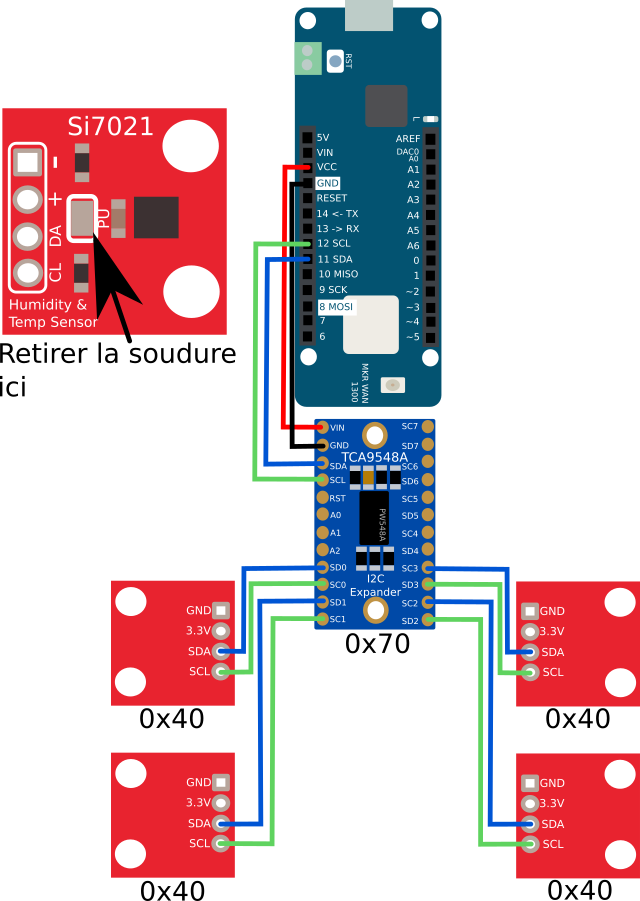 Si7021
-
+
DA
CL
PU
Humidity &
Temp Sensor
Retirer la soudure
ici
RST
L
5V
VIN
VCC
GND
RESET
14 <- TX
13 -> RX
12 SCL
11 SDA
10 MISO
9 SCK
8 MOSI
7
6
AREF
DAC0
A0
A1
A2
A3
A4
A5
A6
0
1
~2
~3
~4
~5
MKR WAN
1300
VIN
GND
SDA
SCL
RST
A0
A1
A2
SD0
SC0
SD1
SC1
TCA9548A
PW548A
I2C
Expander
SC7
SD7
SC6
SD6
SC5
SD5
SC4
SD4
SC3
SD3
SC2
SD2
0x70
GND
3.3V
SDA
SCL
0x40
GND
3.3V
SDA
SCL
0x40
GND
3.3V
SDA
SCL
0x40
GND
3.3V
SDA
SCL
0x40